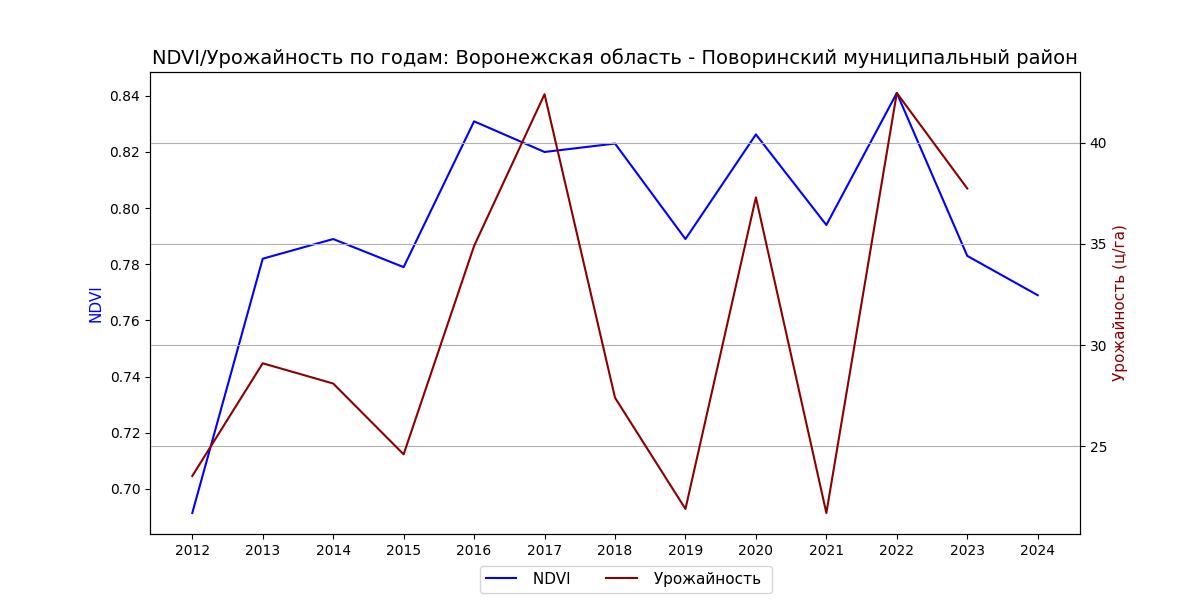 NDVI/Урожайность по годам: Воронежская область - Поворинский муниципальный район
0.84
0.82
0.80
0.78
0.76
0.74
0.72
0.70
NDVI
40
35
30
25
Урожайность (ц/га)
2012 2013 2014 2015 2016 2017 2018 2019 2020 2021 2022 2023 2024
NDVI Урожайность